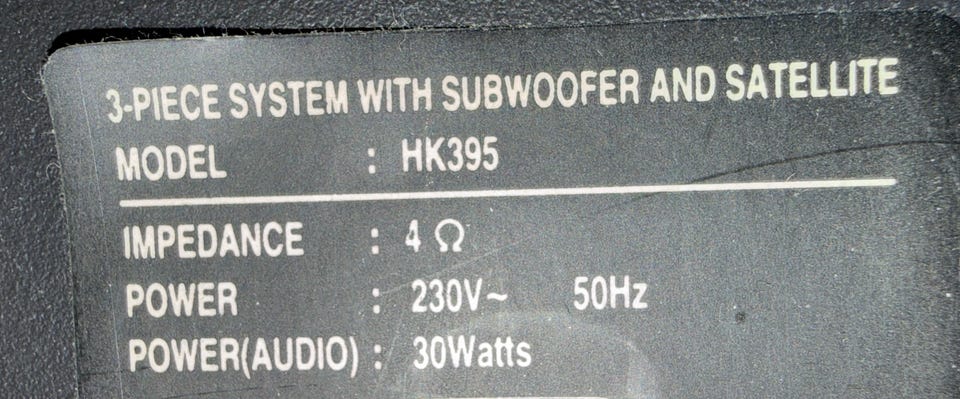 3-PIECE SYSTEM WITH SUBWOOFER AND SATELLITE
MODEL : HK395
IMPEDANCE : 4 Ω
POWER : 230V~ 50Hz
POWER(AUDIO) : 30Watts